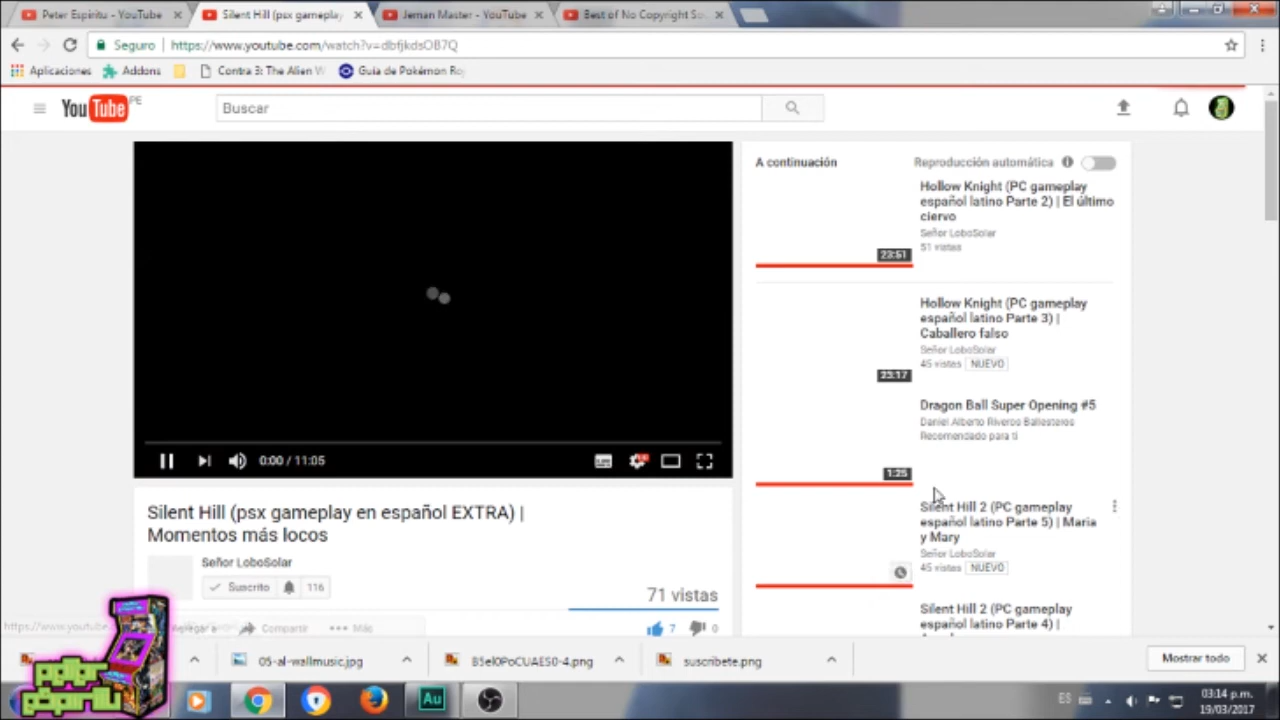 Peter Espiritu - YouTube
Silent Hill (psx gameplay
Jeman Master - YouTube
Best of No Copyright So
Seguro
https://www.youtube.com/watch?v=dbfjkdsOB7Q
Aplicaciones
Addons
Contra 3: The Alien W
Guía de Pokémon Ro
YouTube PE
Buscar
A continuación
Reproducción automática
Hollow Knight (PC gameplay
español latino Parte 2) | El último
ciervo
Señor LoboSolar
51 vistas
23:51
Hollow Knight (PC gameplay
español latino Parte 3) |
Caballero falso
Señor LoboSolar
45 vistas NUEVO
23:17
Dragon Ball Super Opening #5
Daniel Alberto Riveros Ballesteros
Recomendado para ti
1:25
Silent Hill 2 (PC gameplay
español latino Parte 5) | Maria
y Mary
Señor LoboSolar
45 vistas NUEVO
Silent Hill 2 (PC gameplay
español latino Parte 4) |
0:00 / 11:05
Silent Hill (psx gameplay en español EXTRA) |
Momentos más locos
Señor LoboSolar
Suscrito 116
71 vistas
https://www.youtube.
Compartir
Más
7
0
05-al-wallmusic.jpg
B5el0PoCUAES0-4.png
suscribete.png
Mostrar todo
Au
ES
03:14 p.m.
19/03/2017